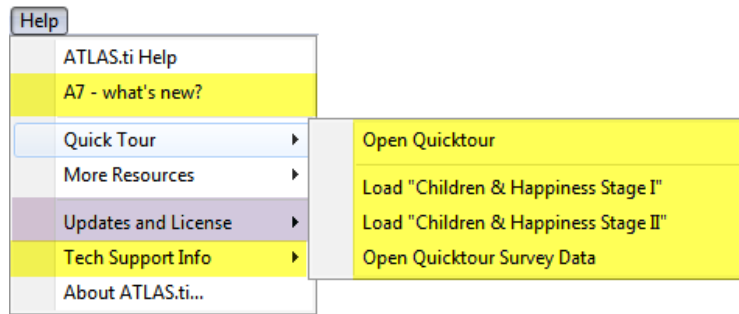 Help
ATLAS.ti Help
A7 - what's new?
Quick Tour
More Resources
Updates and License
Tech Support Info
About ATLAS.ti...
Open Quicktour
Load "Children & Happiness Stage I"
Load "Children & Happiness Stage II"
Open Quicktour Survey Data